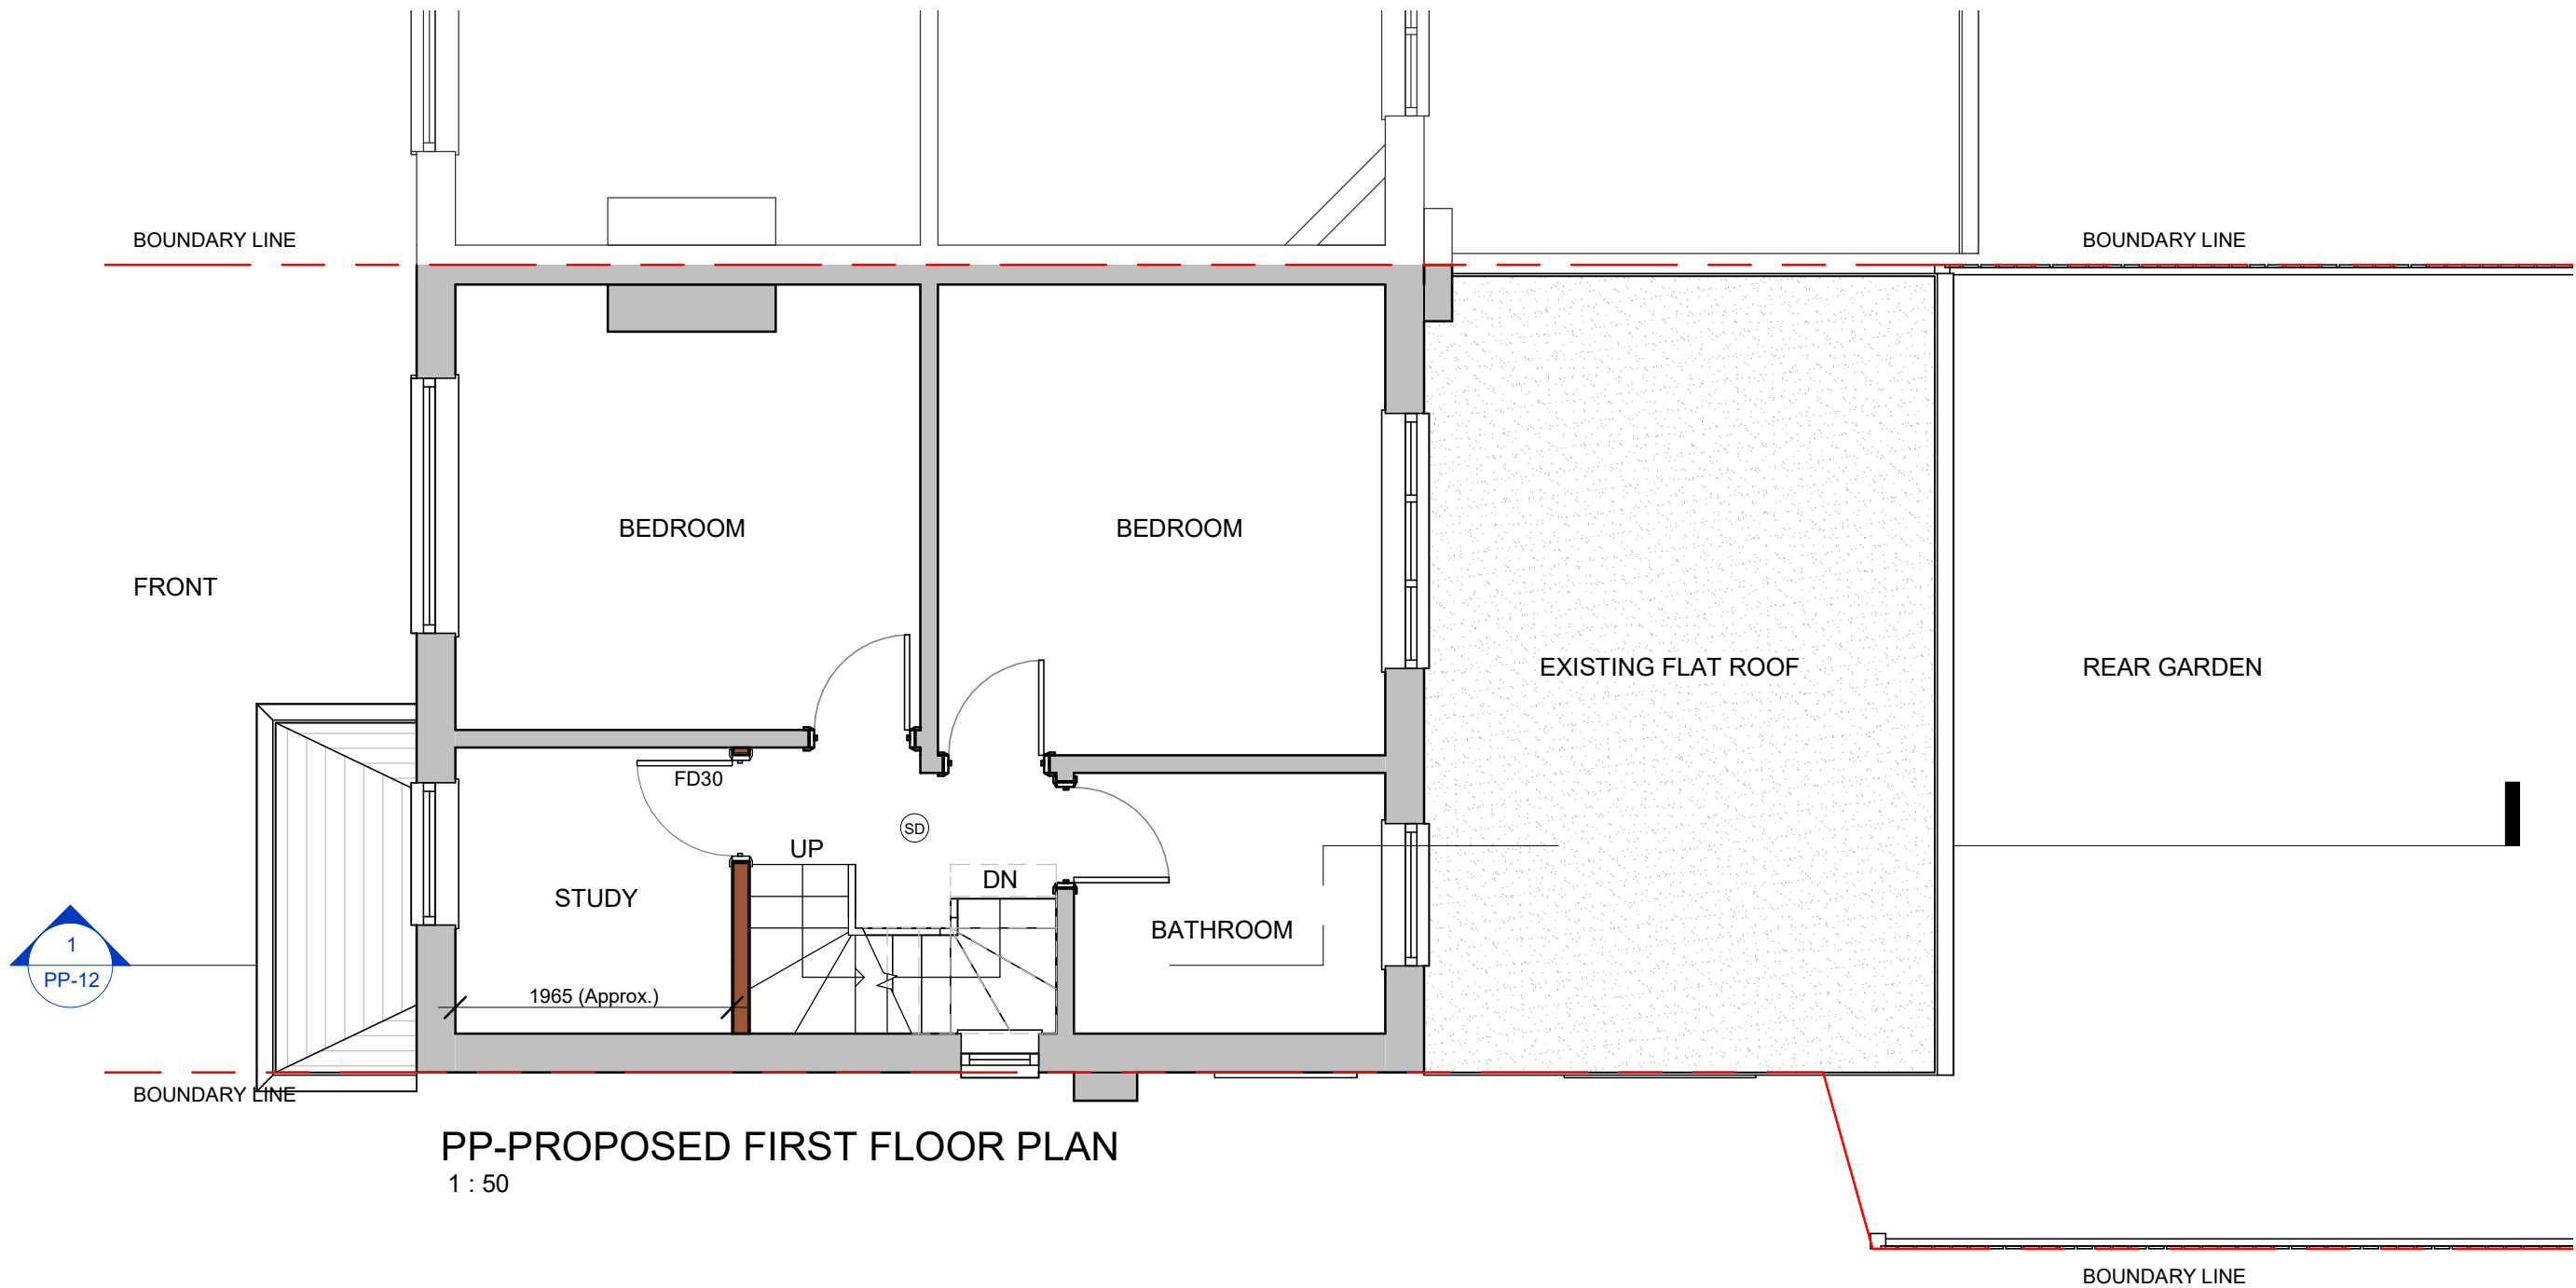 BOUNDARY LINE
BOUNDARY LINE
BEDROOM
BEDROOM
FRONT
EXISTING FLAT ROOF
REAR GARDEN
FD30
SD
UP
DN
STUDY
BATHROOM
1
PP-12
1965 (Approx.)
BOUNDARY LINE
PP-PROPOSED FIRST FLOOR PLAN
1 : 50
BOUNDARY LINE